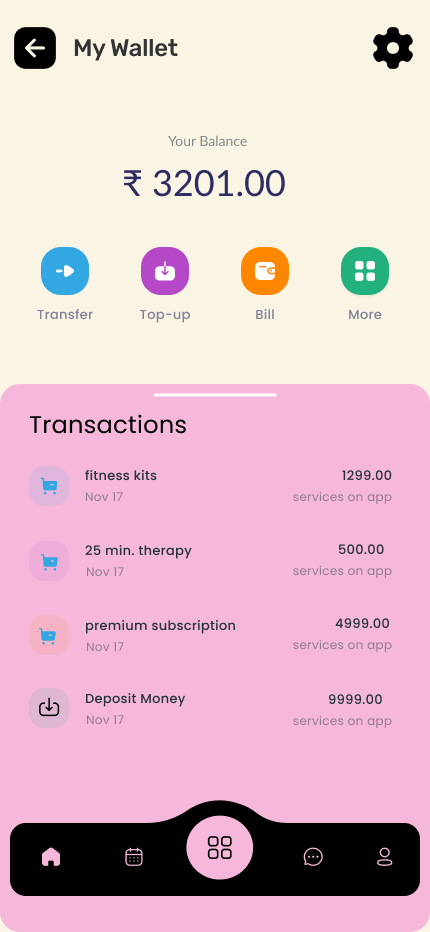 My Wallet
Your Balance
₹ 3201.00
Transfer Top-up Bill More
Transactions
fitness kits 1299.00
Nov 17 services on app
25 min. therapy 500.00
Nov 17 services on app
premium subscription 4999.00
Nov 17 services on app
Deposit Money 9999.00
Nov 17 services on app